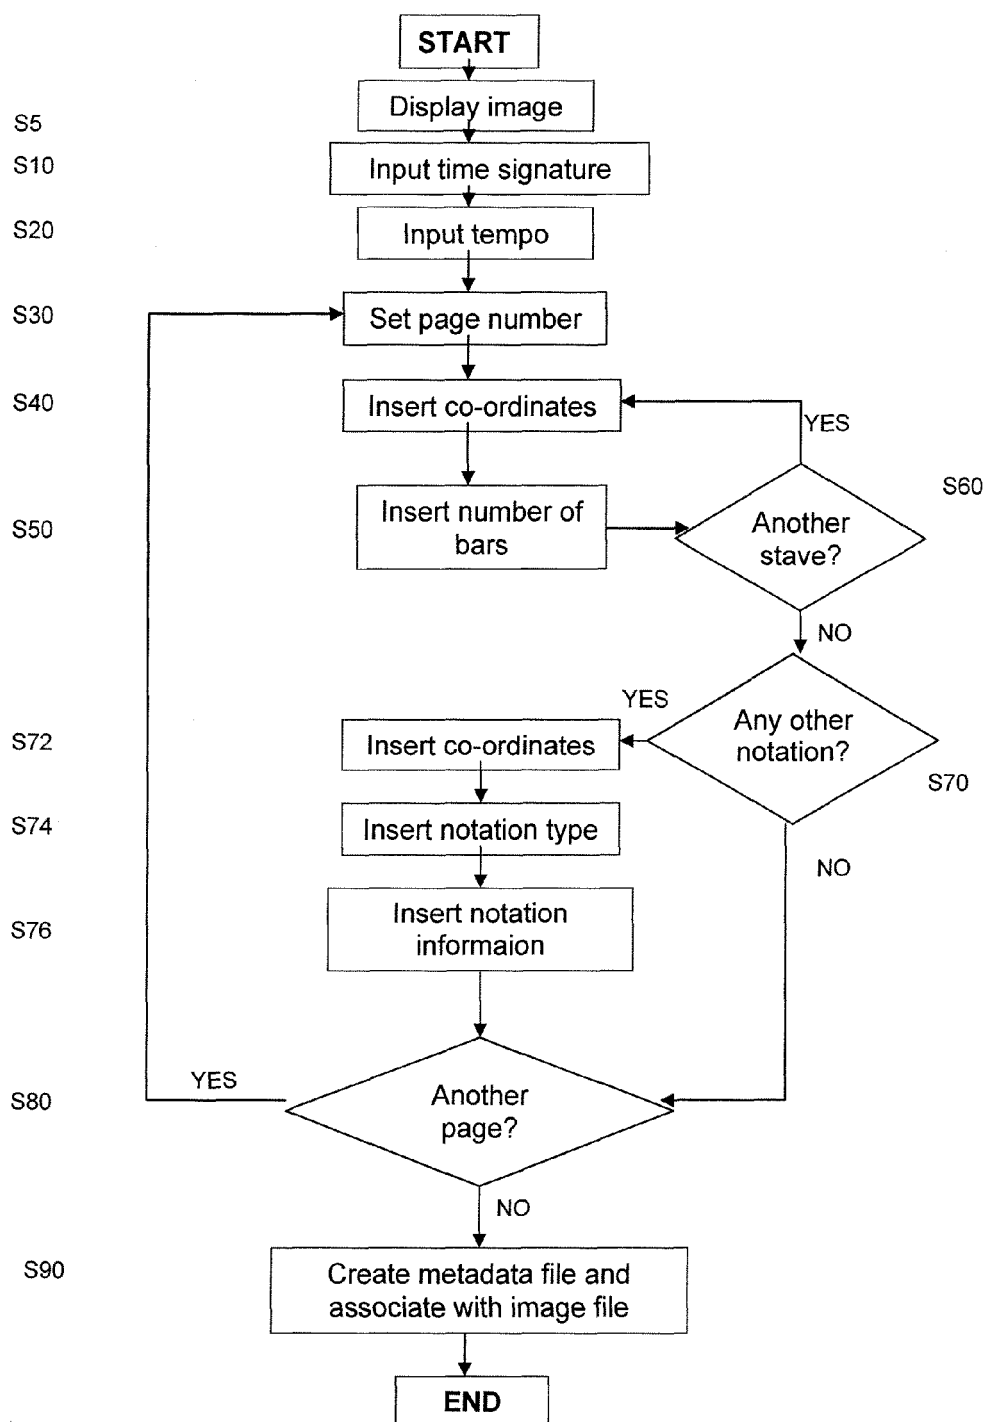 START
Display image
S5
S10
Input time signature
S20
Input tempo
S30
Set page number
S40
Insert co-ordinates
YES
S60
S50
Insert number of
bars
Another
stave?
NO
YES
Any other
notation?
S72
Insert co-ordinates
S70
S74
Insert notation type
NO
S76
Insert notation
informaion
YES
S80
Another
page?
NO
S90
Create metadata file and
associate with image file
END